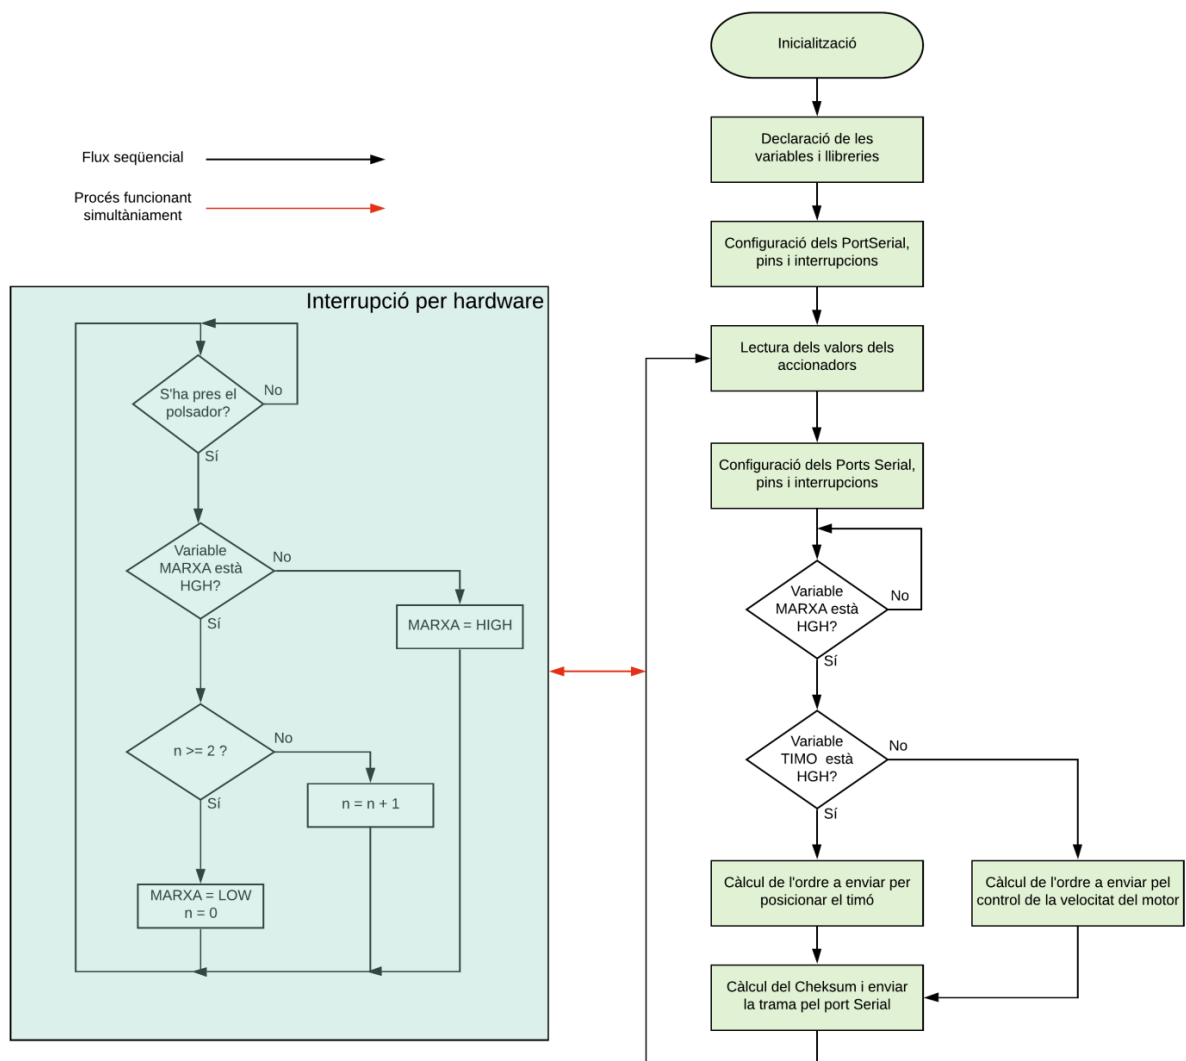 Inicialització
Declaració de les
variables i llibreries
Configuració dels PortSerial,
pins i interrupcions
Lectura dels valors dels
accionadors
Configuració dels Ports Serial,
pins i interrupcions
Variable
MARXA està
HGH?
No
Sí
Variable
TIMO està
HGH?
No
Sí
Càlcul de l'ordre a enviar per
posicionar el timó
Càlcul de l'ordre a enviar pel
control de la velocitat del motor
Càlcul del Cheksum i enviar
la trama pel port Serial
Flux seqüencial
Procés funcionant
simultàniament
Interrupció per hardware
S'ha pres el
polsador?
No
Sí
Variable
MARXA està
HGH?
No
Sí
MARXA = HIGH
n >= 2 ?
No
Sí
n = n + 1
MARXA = LOW
n = 0